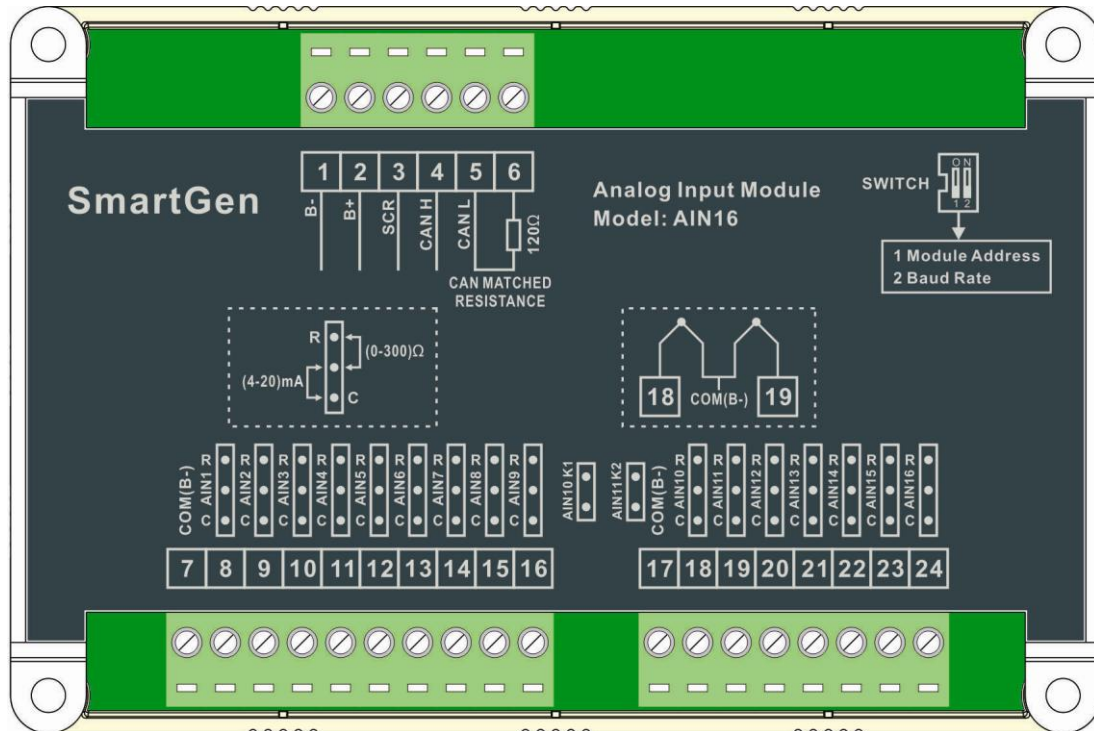 1 2 3 4 5 6
B-
B+
SCR
CAN H
CAN L
120Ω
CAN MATCHED
RESISTANCE
SmartGen
Analog Input Module
Model: AIN16
SWITCH
ON
1 2
1 Module Address
2 Baud Rate
R
(0-300)Ω
(4-20)mA
C
18
COM(B-)
19
COM(B-)
C AIN1 R
C AIN2 R
C AIN3 R
C AIN4 R
C AIN5 R
C AIN6 R
C AIN7 R
C AIN8 R
C AIN9 R
AIN10 K1
AIN11 K2
COM(B-)
C AIN10 R
C AIN11 R
C AIN12 R
C AIN13 R
C AIN14 R
C AIN15 R
C AIN16 R
7 8 9 10 11 12 13 14 15 16
17 18 19 20 21 22 23 24